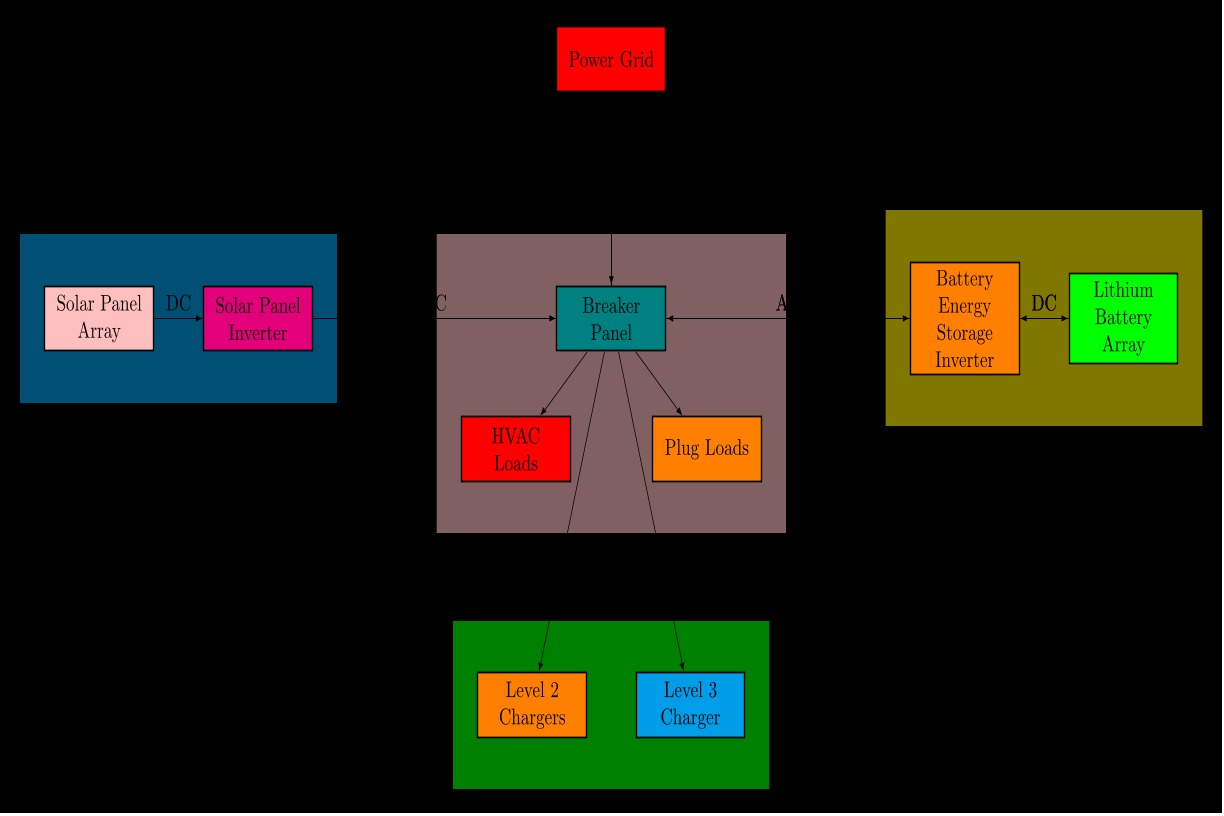 Power Grid
Solar Panel
Array
DC
Solar Panel
Inverter
C
Breaker
Panel
A
Battery
Energy
Storage
Inverter
DC
Lithium
Battery
Array
HVAC
Loads
Plug Loads
Level 2
Chargers
Level 3
Charger